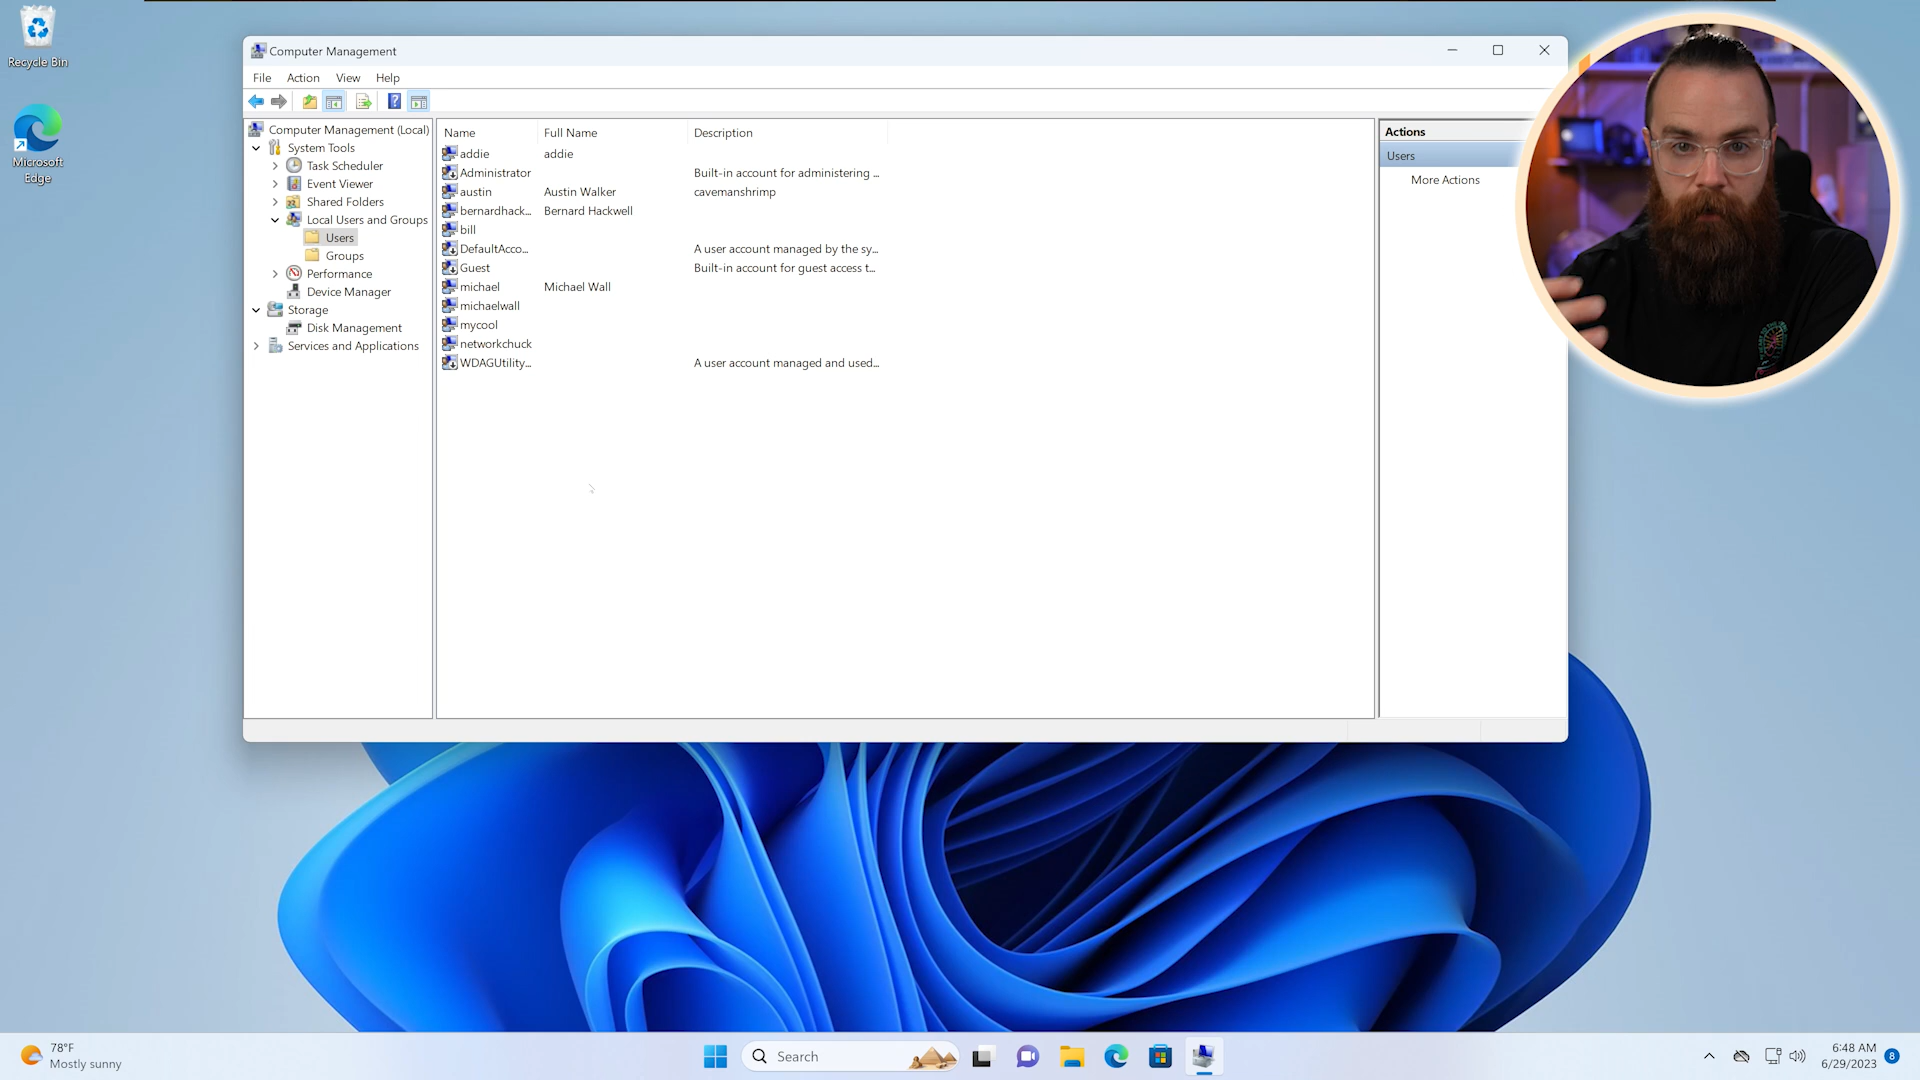 Recycle Bin
Microsoft
Edge
Computer Management
File Action View Help
Computer Management (Local)
System Tools
Task Scheduler
Event Viewer
Shared Folders
Local Users and Groups
Users
Groups
Performance
Device Manager
Storage
Disk Management
Services and Applications
Name Full Name Description
addie addie
Administrator Built-in account for administering ...
austin Austin Walker cavemanshrimp
bernardhack... Bernard Hackwell
bill
DefaultAcco... A user account managed by the sy...
Guest Built-in account for guest access t...
michael Michael Wall
michaelwall
mycool
networkchuck
WDAGUtility... A user account managed and used...
Actions
Users
More Actions
78°F
Mostly sunny
Search
6:48 AM
6/29/2023
8